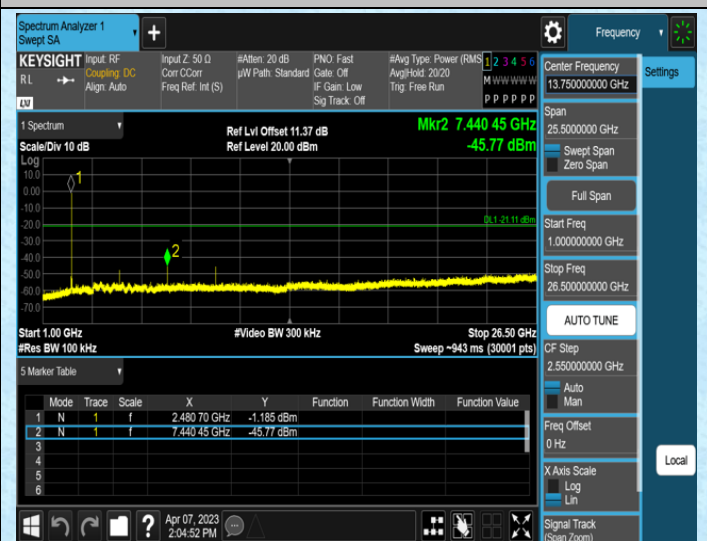 Spectrum Analyzer 1
Swept SA
+
Frequency
KEYSIGHT
RL
LXI
Input: RF
Coupling: DC
Align: Auto
Input Z: 50 Ω
Corr CCorr
Freq Ref: Int (S)
#Atten: 20 dB
µW Path: Standard
PNO: Fast
Gate: Off
IF Gain: Low
Sig Track: Off
#Avg Type: Power (RMS
Avg|Hold: 20/20
Trig: Free Run
1 2 3 4 5 6
M W W W W W
P P P P P P
Center Frequency
13.750000000 GHz
Settings
Span
25.5000000 GHz
Swept Span
Zero Span
Full Span
Start Freq
1.000000000 GHz
Stop Freq
26.500000000 GHz
AUTO TUNE
CF Step
2.550000000 GHz
Auto
Man
Freq Offset
0 Hz
X Axis Scale
Log
Lin
Signal Track
(Span Zoom)
Local
1 Spectrum
Scale/Div 10 dB
Ref Lvl Offset 11.37 dB
Ref Level 20.00 dBm
Mkr2 7.440 45 GHz
-45.77 dBm
Log
10.0
0.00
-10.0
-20.0
-30.0
-40.0
-50.0
-60.0
-70.0
1
2
DL1 -21.11 dBm
Start 1.00 GHz
#Res BW 100 kHz
#Video BW 300 kHz
Stop 26.50 GHz
Sweep ~943 ms (30001 pts)
5 Marker Table
Mode Trace Scale X Y Function Function Width Function Value
1 N 1 f 2.480 70 GHz -1.185 dBm
2 N 1 f 7.440 45 GHz -45.77 dBm
3
4
5
6
?
Apr 07, 2023
2:04:52 PM